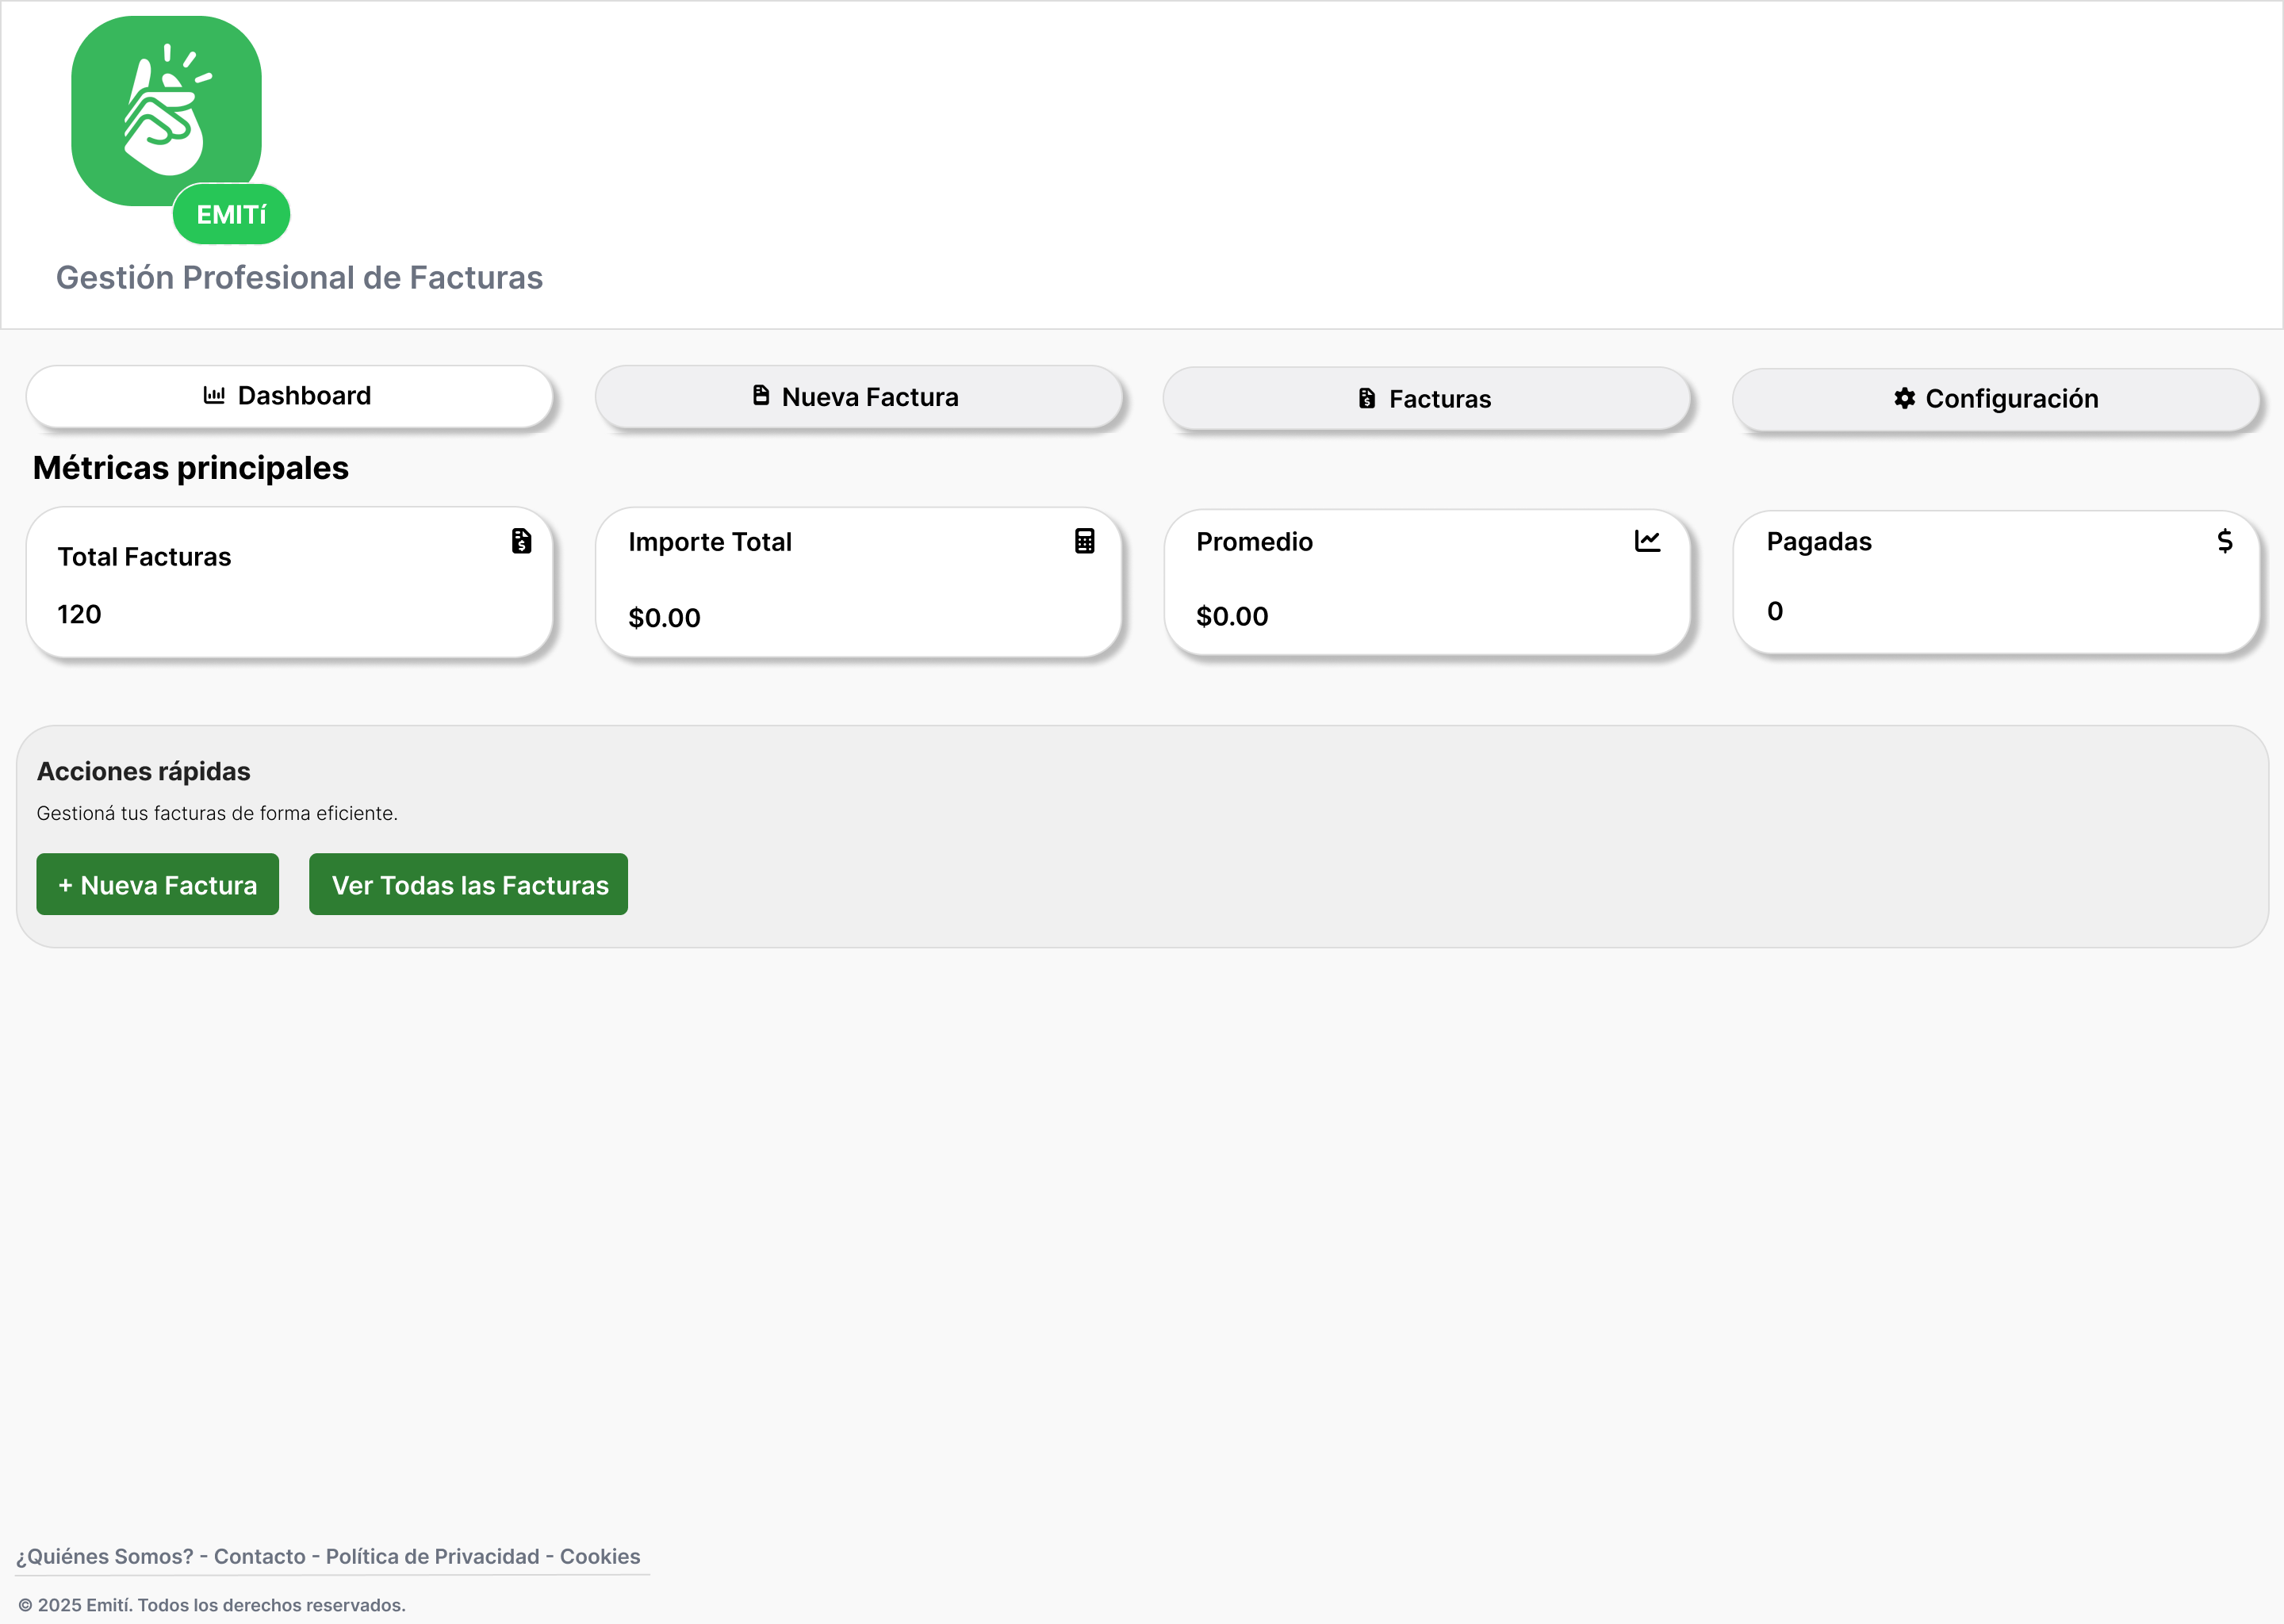 EMITí
Gestión Profesional de Facturas
Dashboard
Nueva Factura
Facturas
Configuración
Métricas principales
Total Facturas
120
Importe Total
$0.00
Promedio
$0.00
Pagadas
0
Acciones rápidas
Gestioná tus facturas de forma eficiente.
+ Nueva Factura
Ver Todas las Facturas
¿Quiénes Somos? - Contacto - Política de Privacidad - Cookies
© 2025 Emití. Todos los derechos reservados.